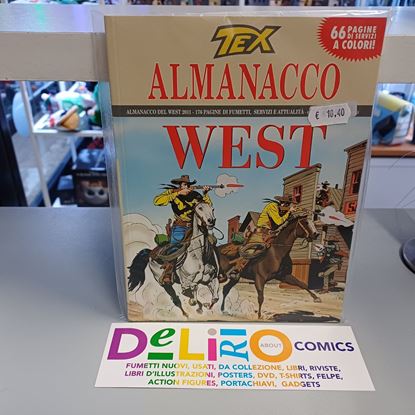 TEX
66 PAGINE
DI SERVIZI
A COLORI!
ALMANACCO
ALMANACCO DEL WEST 2011 - 176 PAGINE DI FUMETTI, SERVIZI E ATTUALITÀ
€ 10.40
WEST
DeLiRiO
ABOUT
COMICS
FUMETTI NUOVI, USATI, DA COLLEZIONE, LIBRI, RIVISTE,
LIBRI D'ILLUSTRAZIONI, POSTERS, DVD, T-SHIRTS, FELPE,
ACTION FIGURES, PORTACHIAVI, GADGETS